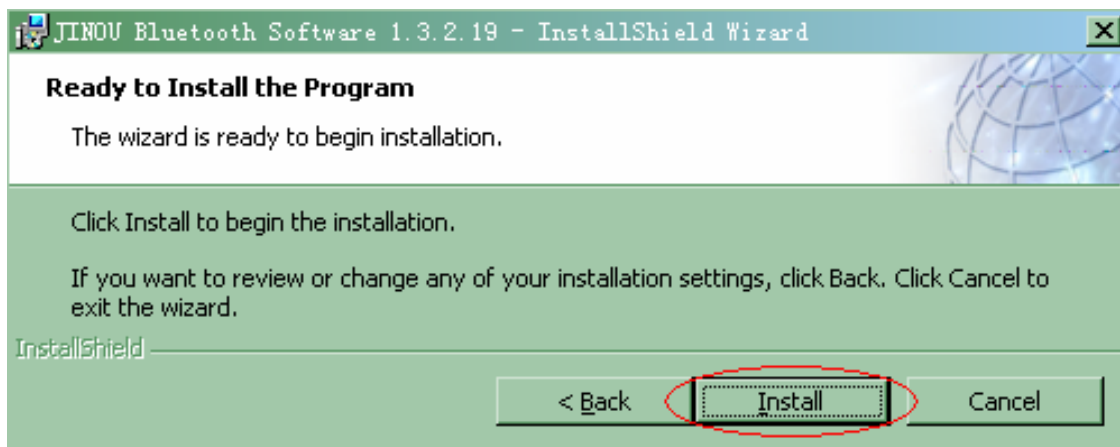 JINOU Bluetooth Software 1.3.2.19 - InstallShield Wizard
Ready to Install the Program
The wizard is ready to begin installation.
Click Install to begin the installation.
If you want to review or change any of your installation settings, click Back. Click Cancel to
exit the wizard.
InstallShield
< Back Install Cancel